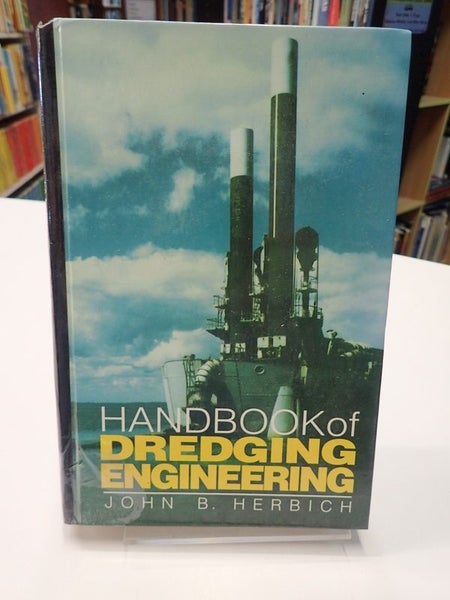 HANDBOOK of
DREDGING
ENGINEERING
JOHN B. HERBICH